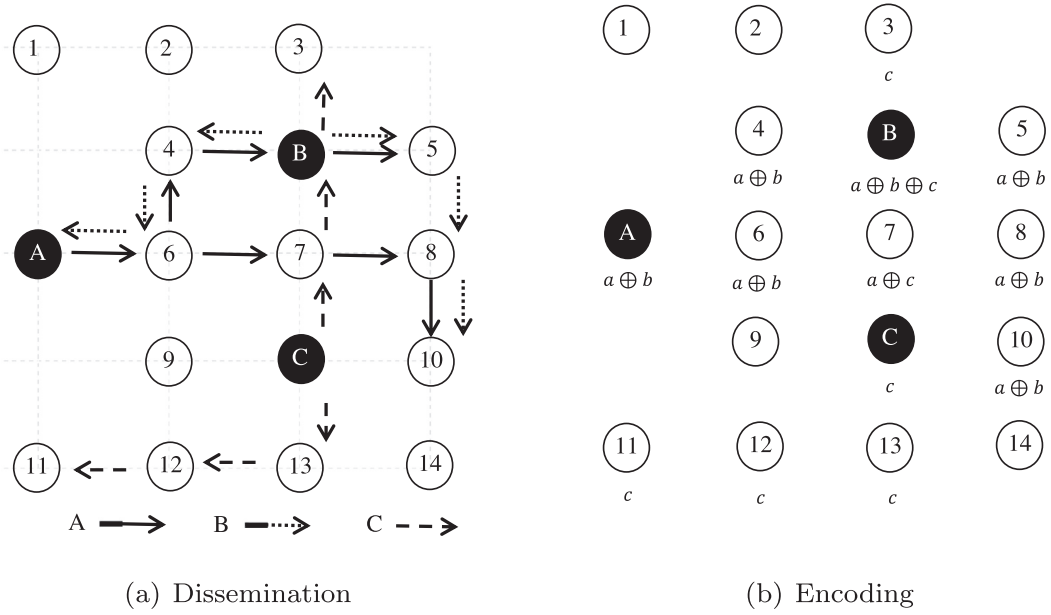 1 2 3
4 B 5
A 6 7 8
9 C 10
11 12 13 14
A B C
(a) Dissemination
1 2 3
c
4 B 5
a ⊕ b a ⊕ b ⊕ c a ⊕ b
A 6 7 8
a ⊕ b a ⊕ b a ⊕ c a ⊕ b
9 C 10
c a ⊕ b
11 12 13 14
c c c
(b) Encoding